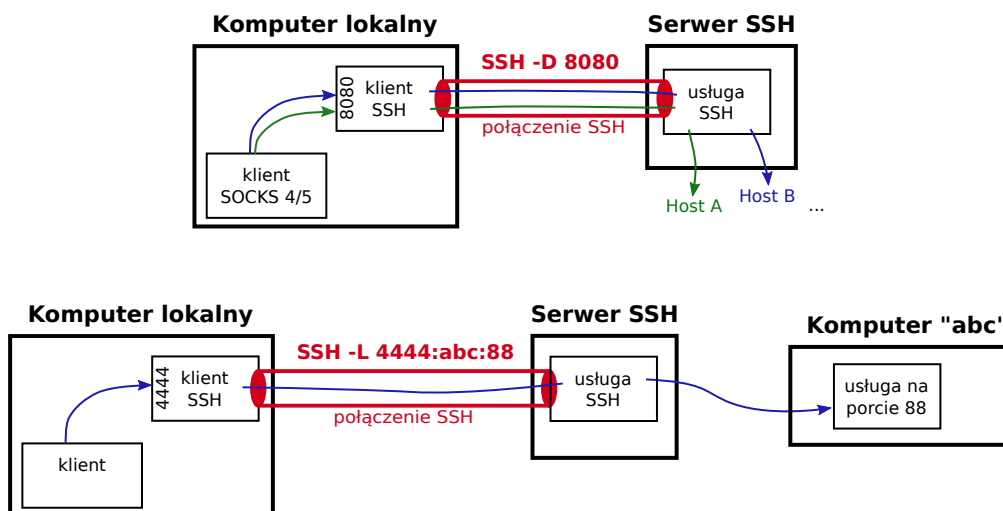 Komputer lokalny
Serwer SSH
SSH -D 8080
8080
klient
SSH
usługa
SSH
połączenie SSH
klient
SOCKS 4/5
Host A
Host B
...
Komputer lokalny
Serwer SSH
Komputer "abc"
SSH -L 4444:abc:88
4444
klient
SSH
usługa
SSH
usługa na
porcie 88
połączenie SSH
klient